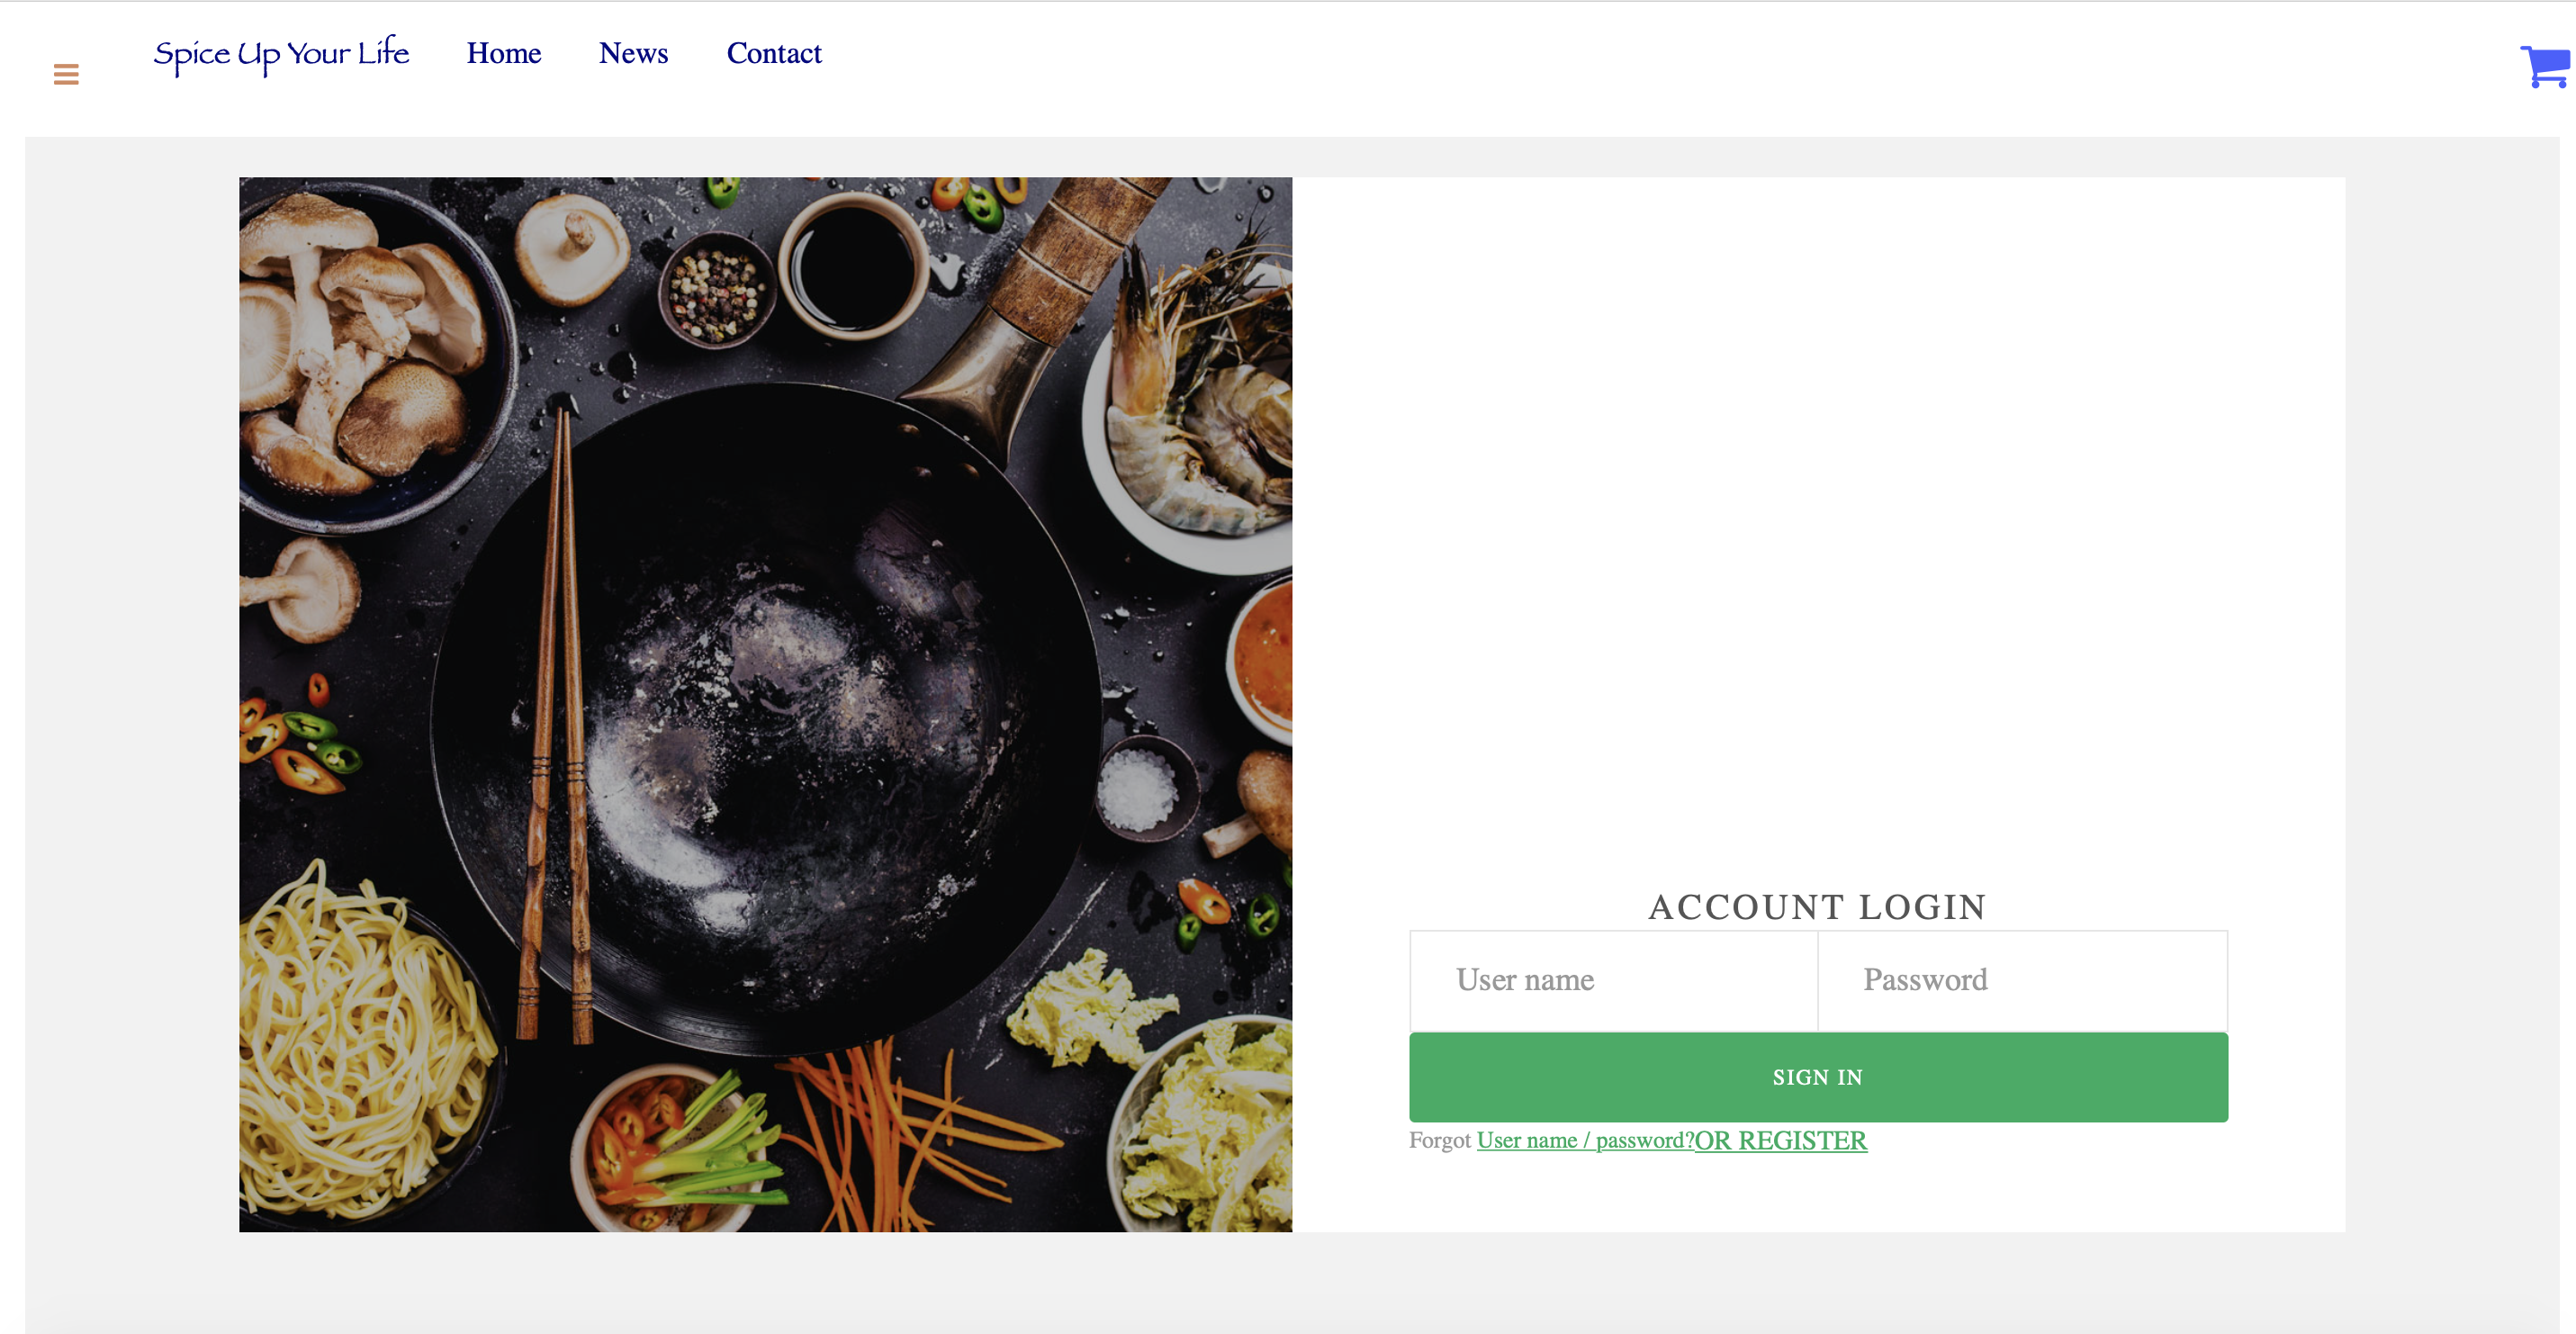 Spice Up Your Life Home News Contact
ACCOUNT LOGIN
User name Password
SIGN IN
Forgot User name / password?OR REGISTER